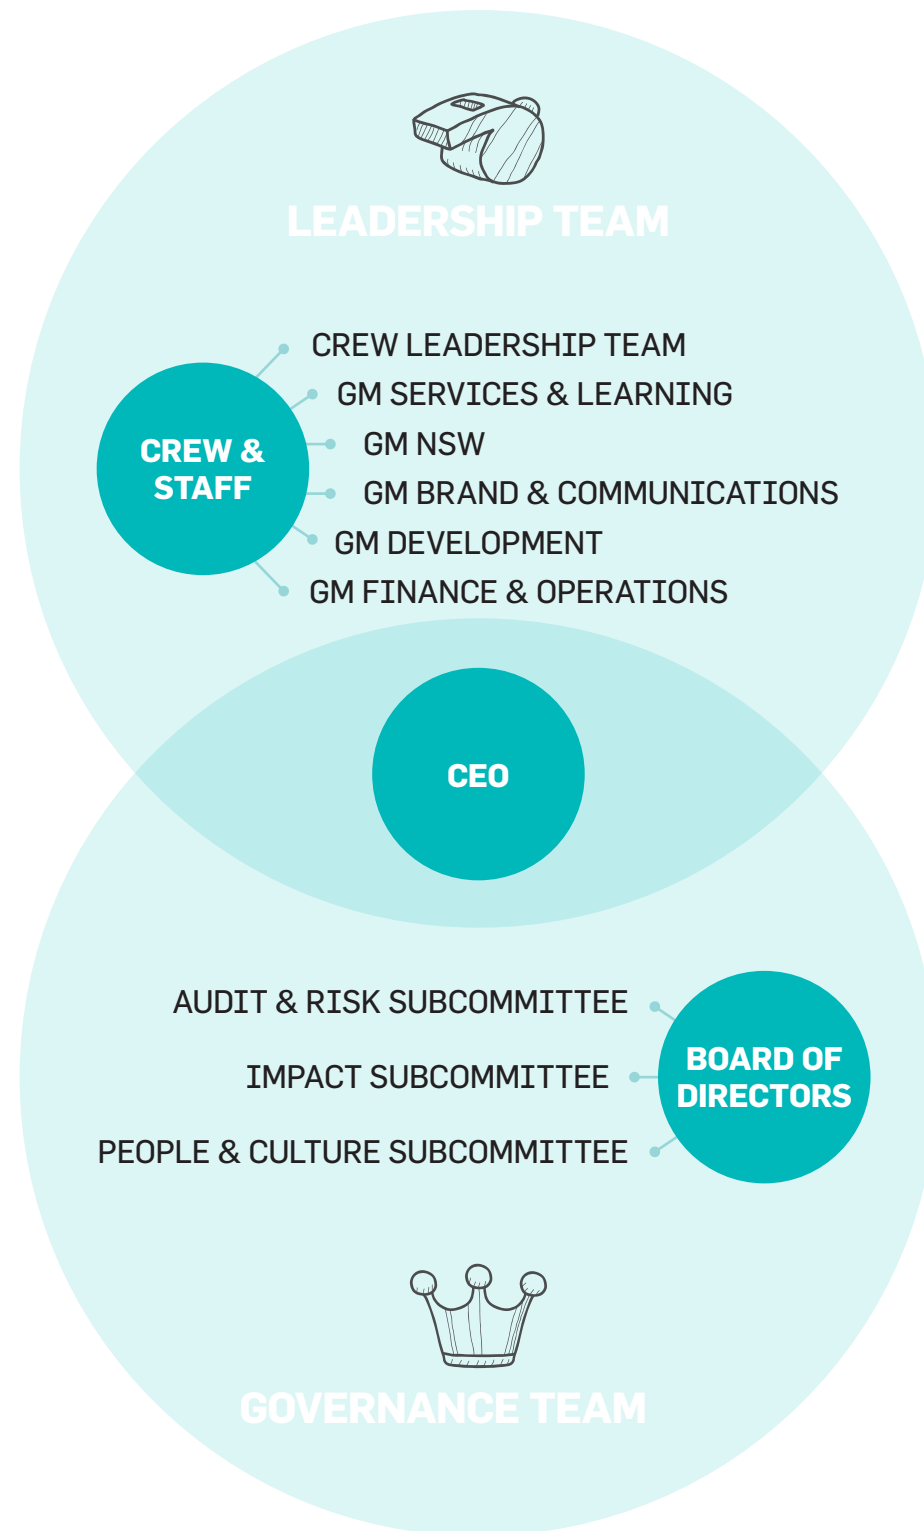 LEADERSHIP TEAM
CREW LEADERSHIP TEAM
GM SERVICES & LEARNING
CREW &
STAFF
GM NSW
GM BRAND & COMMUNICATIONS
GM DEVELOPMENT
GM FINANCE & OPERATIONS
CEO
AUDIT & RISK SUBCOMMITTEE
IMPACT SUBCOMMITTEE
PEOPLE & CULTURE SUBCOMMITTEE
BOARD OF
DIRECTORS
GOVERNANCE TEAM